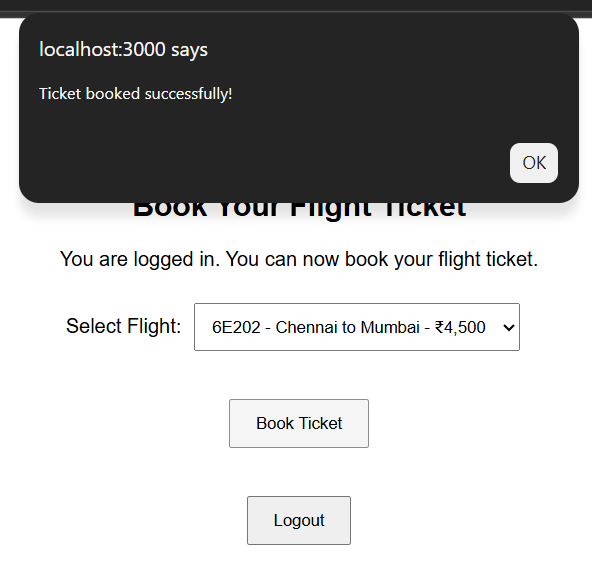 localhost:3000 says
Ticket booked successfully!
OK
Book Your Flight Ticket
You are logged in. You can now book your flight ticket.
Select Flight: 6E202 - Chennai to Mumbai - ₹4,500
Book Ticket
Logout